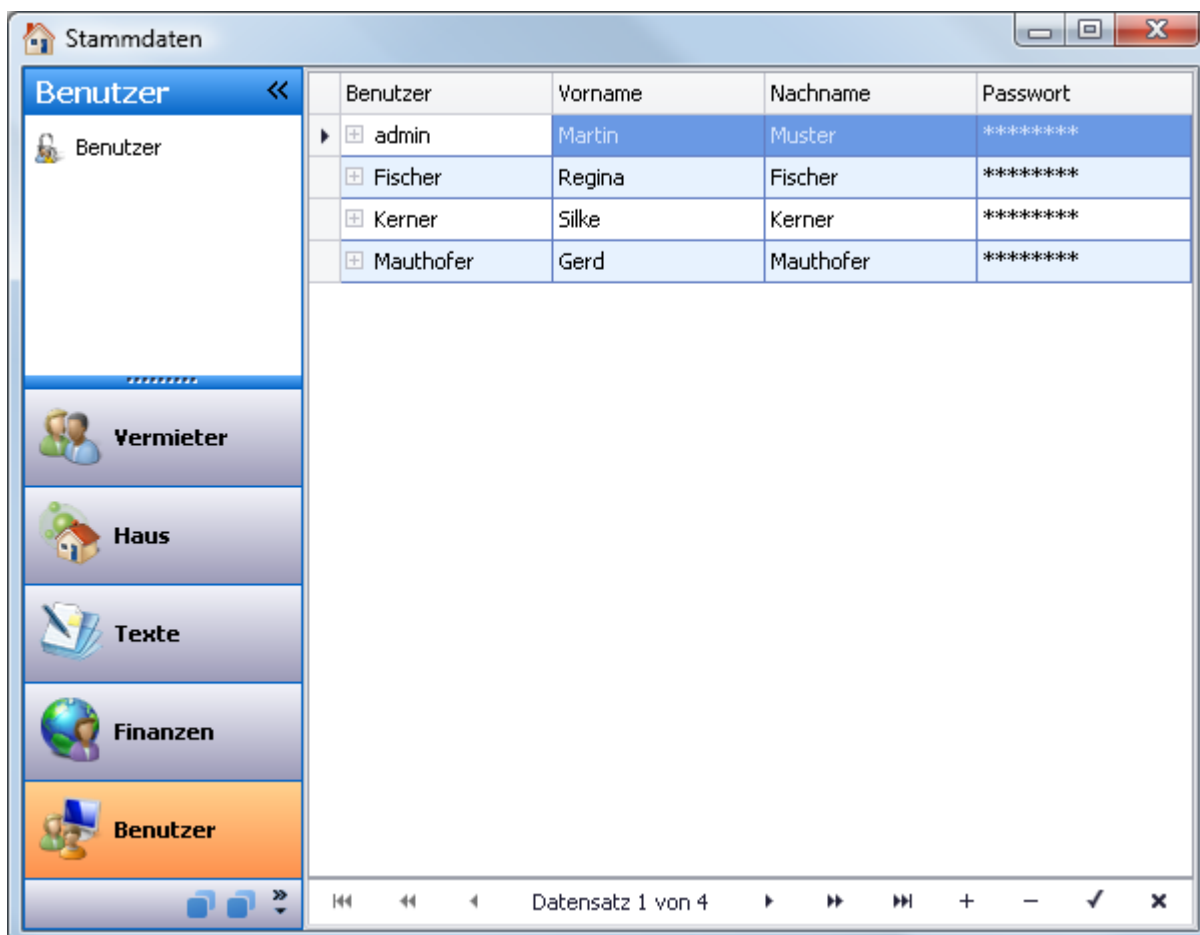 Stammdaten
Benutzer «
Benutzer
Vermieter
Haus
Texte
Finanzen
Benutzer
Benutzer Vorname Nachname Passwort
admin Martin Muster ********
Fischer Regina Fischer ********
Kerner Silke Kerner ********
Mauthofer Gerd Mauthofer ********
Datensatz 1 von 4